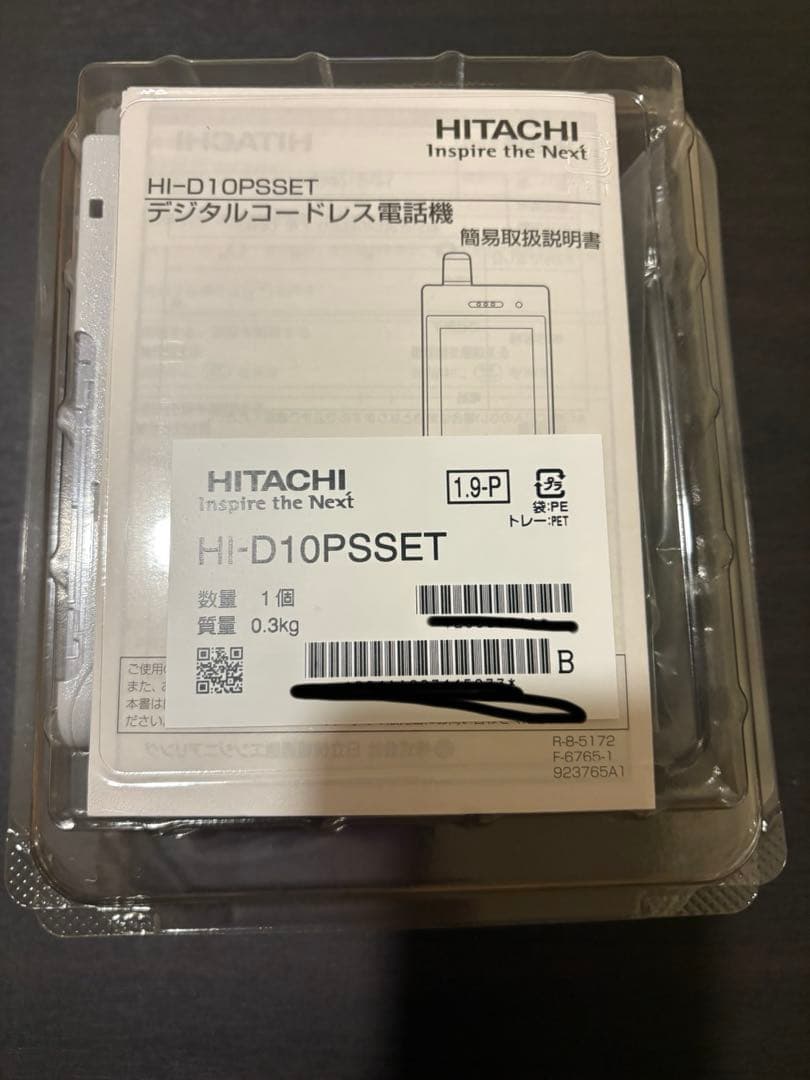 HITACHI
Inspire the Next
HI-D10PSSET
デジタルコードレス電話機
簡易取扱説明書
HITACHI
Inspire the Next
1.9-P
プラ
袋:PE
トレー:PET
HI-D10PSSET
数量 1個
質量 0.3kg
B
ご使用
また、
本書は
ださい。
R-8-5172
F-6765-1
923765A1